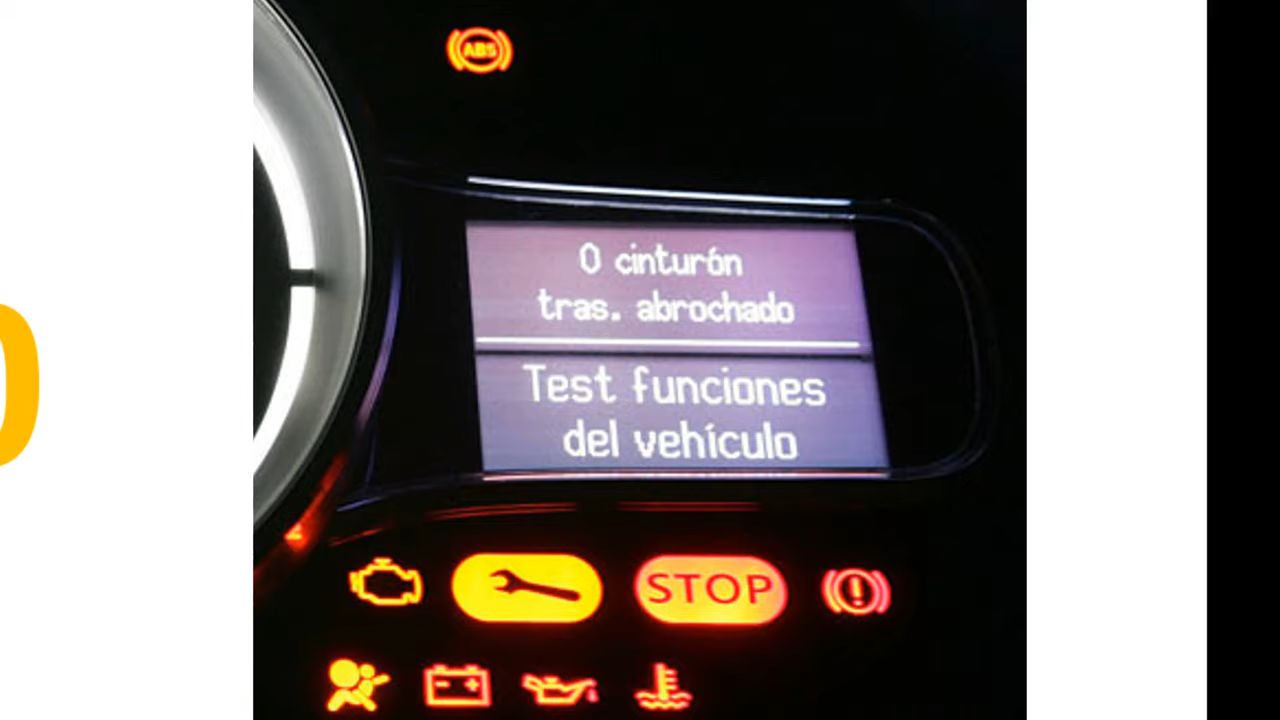 ABS
0 cinturón
tras. abrochado
Test funciones
del vehículo
STOP